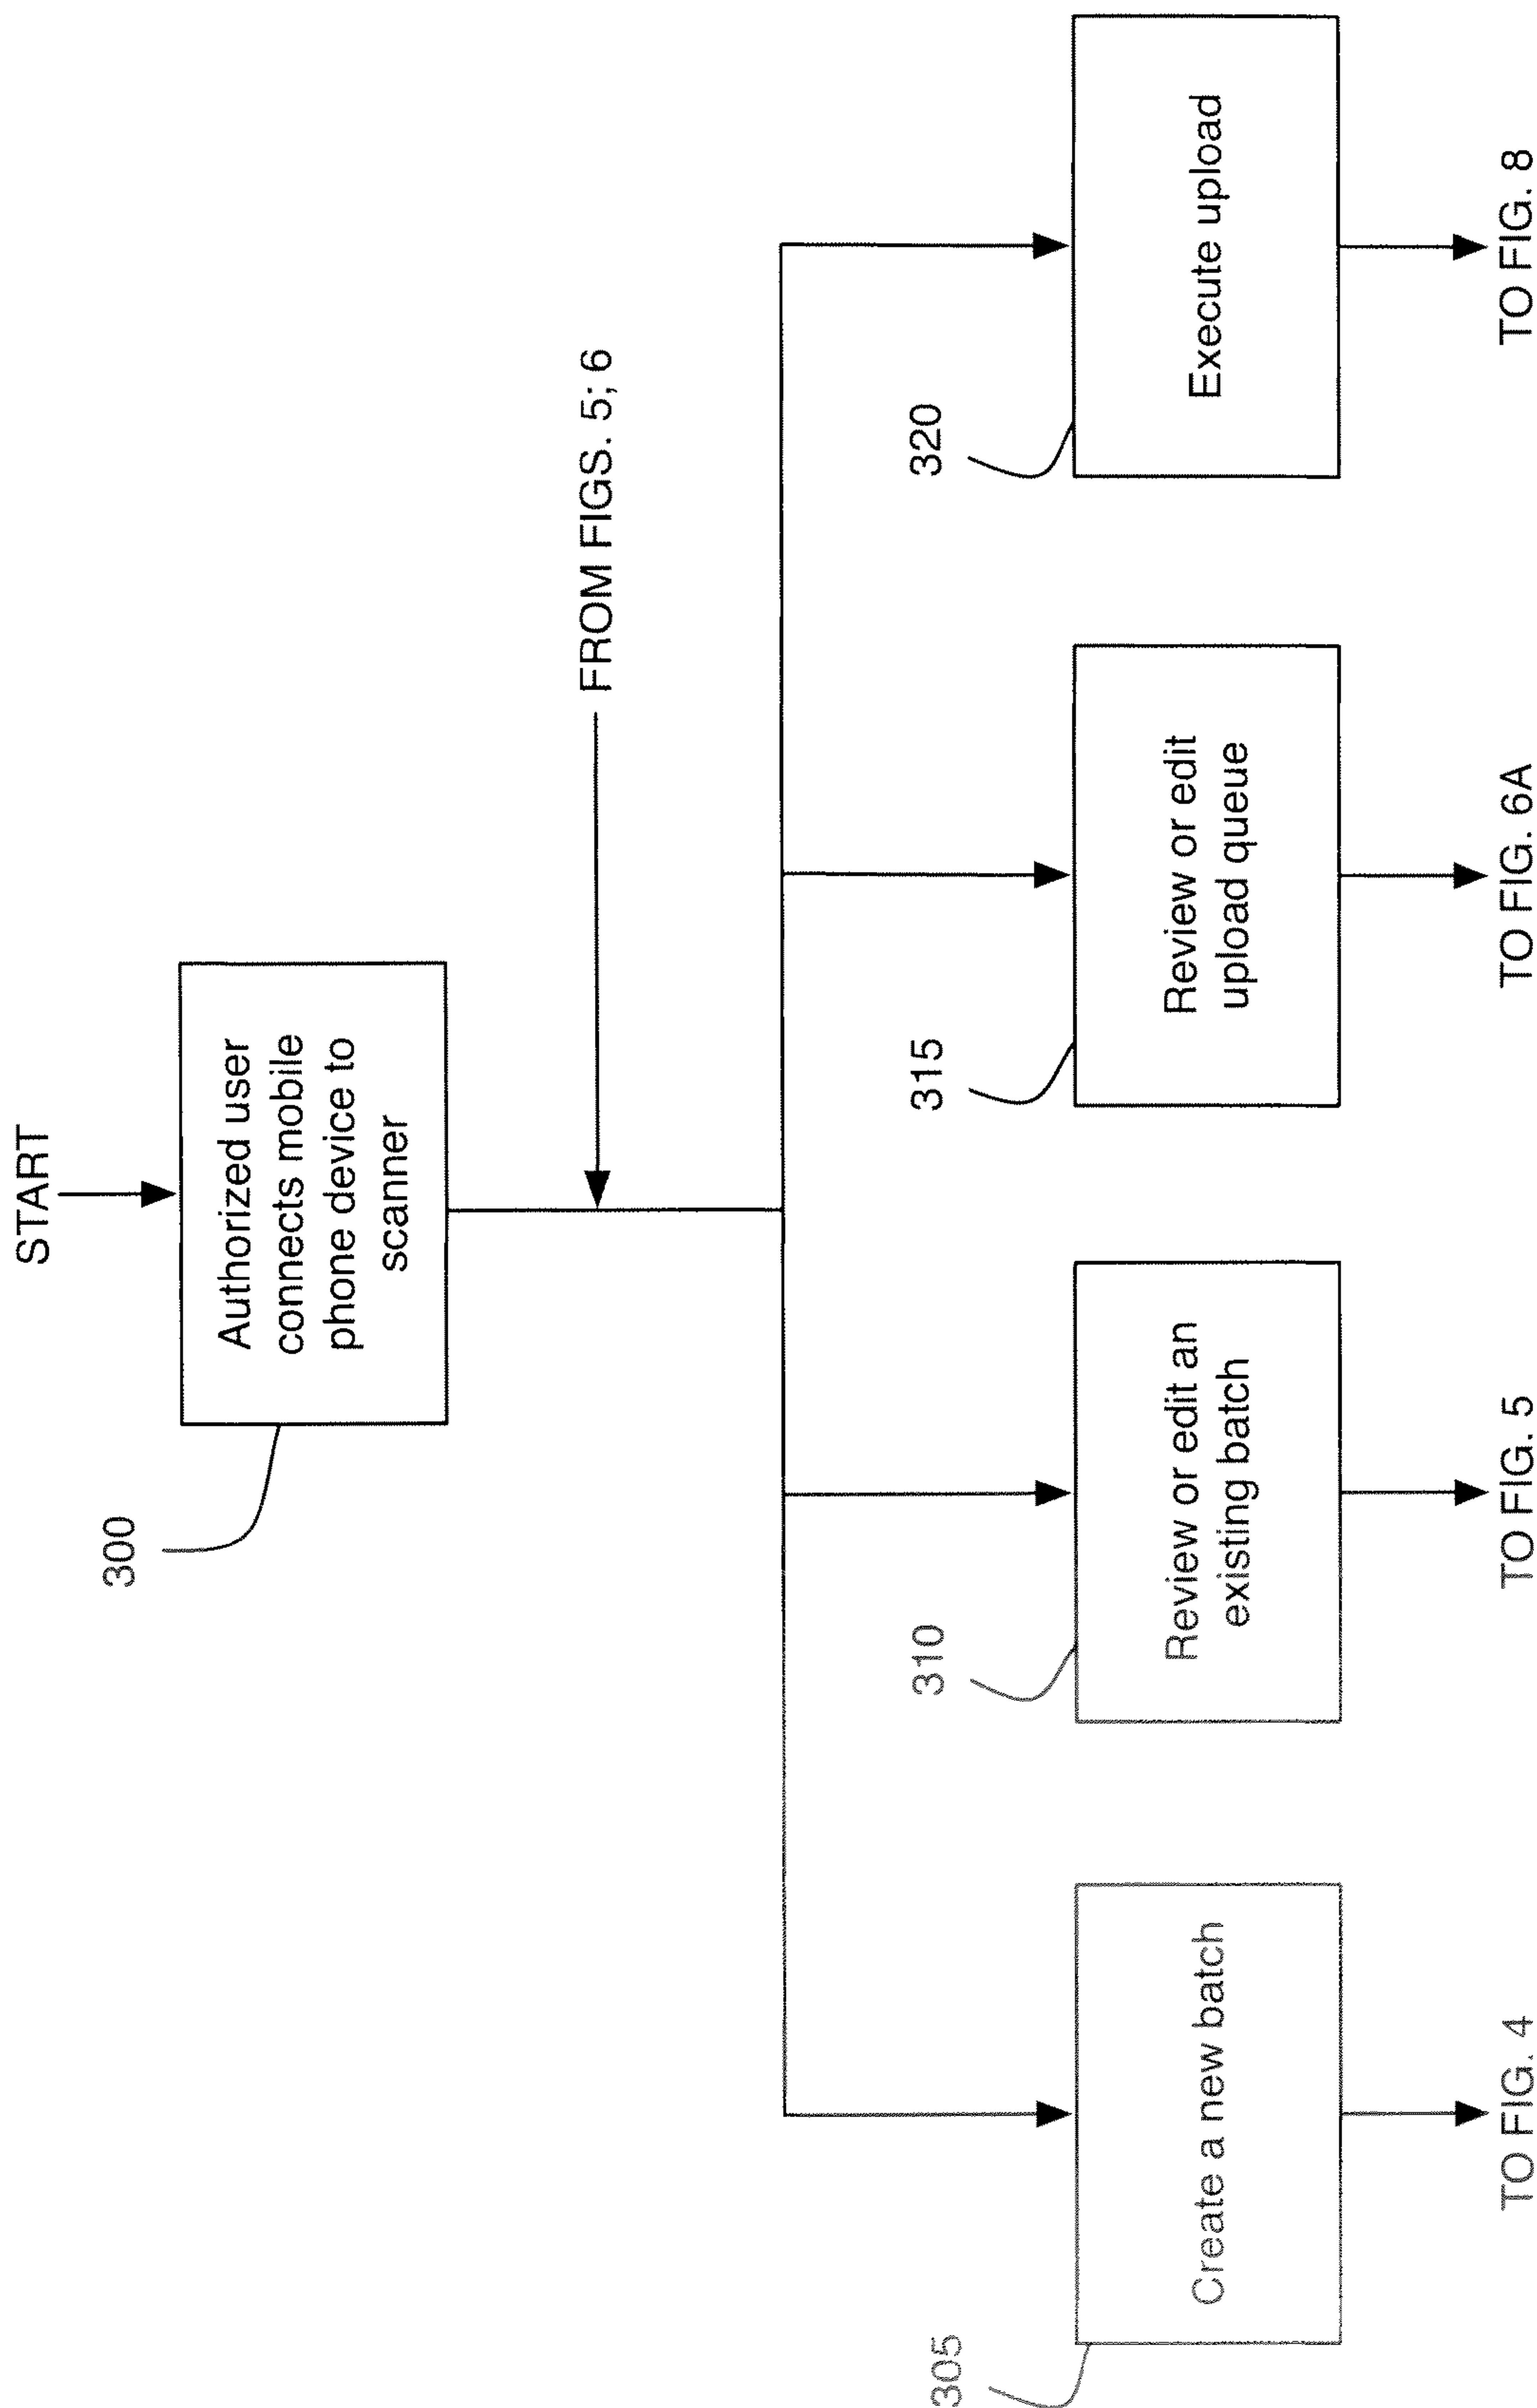 START
300
Authorized user
connects mobile
phone device to
scanner
FROM FIGS. 5; 6
305
Create a new batch
TO FIG. 4
310
Review or edit an
existing batch
TO FIG. 5
315
Review or edit
upload queue
TO FIG. 6A
320
Execute upload
TO FIG. 8